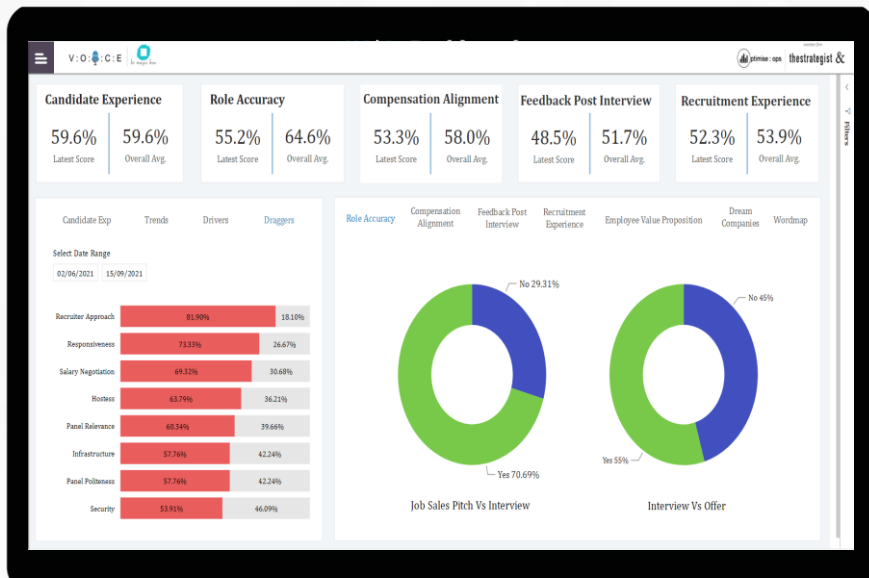 V:O:C:E
ptimise:ops
thestrategist &
Candidate Experience
59.6%
59.6%
Latest Score
Overall Avg.
Role Accuracy
55.2%
64.6%
Latest Score
Overall Avg.
Compensation Alignment
53.3%
58.0%
Latest Score
Overall Avg.
Feedback Post Interview
48.5%
51.7%
Latest Score
Overall Avg.
Recruitment Experience
52.3%
53.9%
Latest Score
Overall Avg.
Filters
Candidate Exp
Trends
Drivers
Draggers
Select Date Range
02/06/2021
15/09/2021
Recruiter Approach
81.90%
18.10%
Responsiveness
73.33%
26.67%
Salary Negotiation
69.32%
30.68%
Hostess
63.79%
36.21%
Panel Relevance
60.34%
39.66%
Infrastructure
57.76%
42.24%
Panel Politeness
57.76%
42.24%
Security
53.91%
46.09%
Role Accuracy
Compensation
Alignment
Feedback Post
Interview
Recruitment
Experience
Employee Value Proposition
Dream
Companies
Wordmap
No 29.31%
Yes 70.69%
Job Sales Pitch Vs Interview
No 45%
Yes 55%
Interview Vs Offer